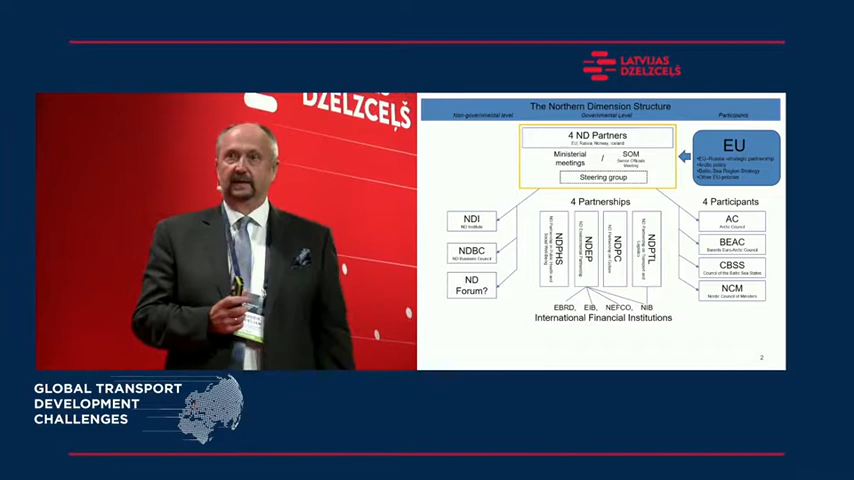 LATVIJAS
DZELZCEĻŠ
DZELZCEĻŠ
The Northern Dimension Structure
Non-governmental level
Governmental Level
Participants
4 ND Partners
EU, Russia, Norway, Iceland
Ministerial
meetings
/
SOM
Senior Officials
Meeting
Steering group
EU
•EU-Russia strategic partnership
•Arctic policy
•Baltic Sea Region Strategy
•Other EU-policies
4 Partnerships
4 Participants
NDI
ND Institute
NDBC
ND Business Council
ND
Forum?
NDPHS
ND Partnership in Public Health and
Social Well-being
NDEP
ND Environmental Partnership
NDPC
ND Partnership on Culture
NDPTL
ND Partnership on Transport and
Logistics
AC
Arctic Council
BEAC
Barents Euro-Arctic Council
CBSS
Council of the Baltic Sea States
NCM
Nordic Council of Ministers
EBRD, EIB, NEFCO, NIB
International Financial Institutions
2
GLOBAL TRANSPORT
DEVELOPMENT
CHALLENGES